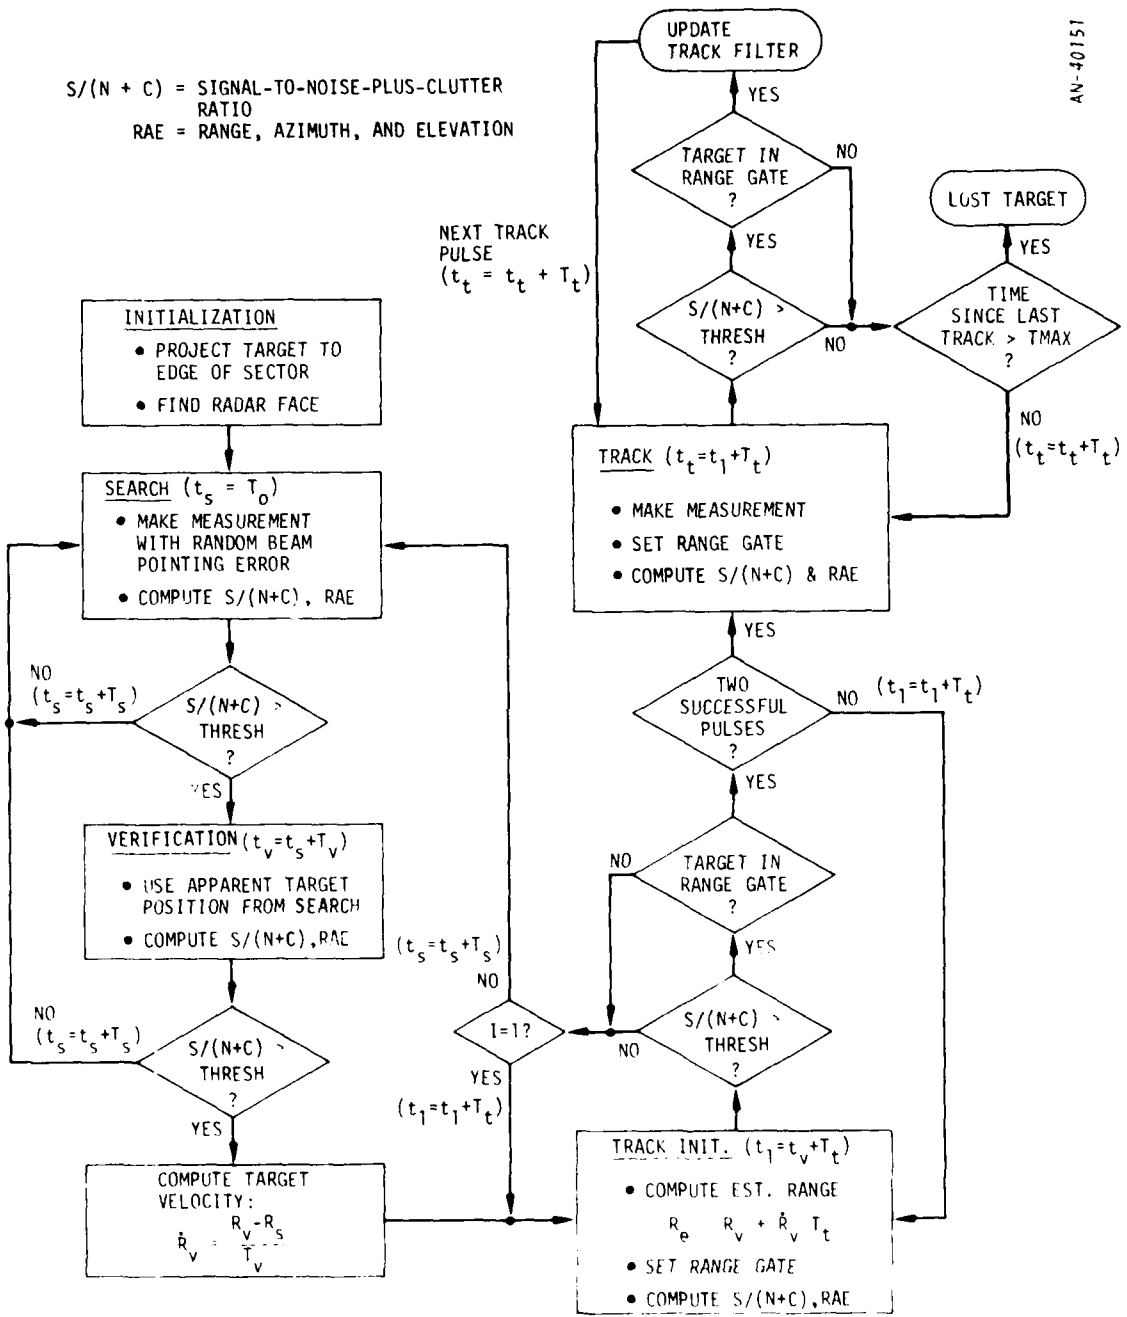 AN-40151
S/(N + C) = SIGNAL-TO-NOISE-PLUS-CLUTTER
RATIO
RAE = RANGE, AZIMUTH, AND ELEVATION
INITIALIZATION
• PROJECT TARGET TO
EDGE OF SECTOR
• FIND RADAR FACE
SEARCH (t_s = T_o)
• MAKE MEASUREMENT
WITH RANDOM BEAM
POINTING ERROR
• COMPUTE S/(N+C), RAE
NO
(t_s=t_s+T_s)
S/(N+C) >
THRESH
?
YES
VERIFICATION (t_v=t_s+T_v)
• USE APPARENT TARGET
POSITION FROM SEARCH
• COMPUTE S/(N+C),RAE
NO
(t_s=t_s+T_s)
S/(N+C) >
THRESH
?
YES
COMPUTE TARGET
VELOCITY:
Ṙ_v = (R_v-R_s)/T_v
(t_s=t_s+T_s)
NO
I=1?
YES
(t_1=t_1+T_t)
TRACK INIT. (t_1=t_v+T_t)
• COMPUTE EST. RANGE
R_e R_v + Ṙ_v T_t
• SET RANGE GATE
• COMPUTE S/(N+C),RAE
S/(N+C) >
THRESH
?
NO
YES
TARGET IN
RANGE GATE
?
NO
YES
TWO
SUCCESSFUL
PULSES
?
NO (t_1=t_1+T_t)
YES
TRACK (t_t=t_1+T_t)
• MAKE MEASUREMENT
• SET RANGE GATE
• COMPUTE S/(N+C) & RAE
S/(N+C) >
THRESH
?
NO
YES
TARGET IN
RANGE GATE
?
NO
YES
UPDATE
TRACK FILTER
NEXT TRACK
PULSE
(t_t = t_t + T_t)
TIME
SINCE LAST
TRACK > TMAX
?
YES
LOST TARGET
NO
(t_t=t_t+T_t)